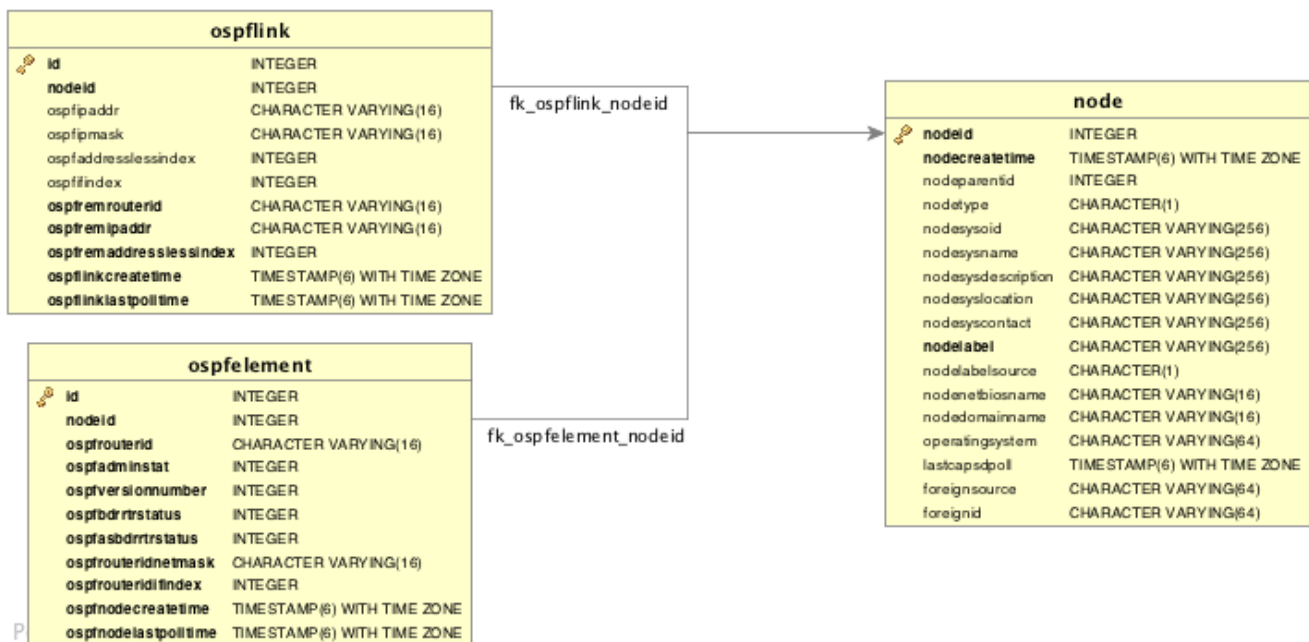 ospflink
id INTEGER
nodeid INTEGER
ospfipaddr CHARACTER VARYING(16)
ospfipmask CHARACTER VARYING(16)
ospfaddresslessindex INTEGER
ospfifindex INTEGER
ospfremrouterid CHARACTER VARYING(16)
ospfremipaddr CHARACTER VARYING(16)
ospfremaddresslessindex INTEGER
ospflinkcreatetime TIMESTAMP(6) WITH TIME ZONE
ospflinklastpolltime TIMESTAMP(6) WITH TIME ZONE
fk_ospflink_nodeid
ospfelement
id INTEGER
nodeid INTEGER
ospfrouterid CHARACTER VARYING(16)
ospfadminstat INTEGER
ospfversionnumber INTEGER
ospfbdrrtrstatus INTEGER
ospfasbdrrtrstatus INTEGER
ospfrouteridnetmask CHARACTER VARYING(16)
ospfrouteridifindex INTEGER
ospfnodecreatetime TIMESTAMP(6) WITH TIME ZONE
ospfnodelastpolltime TIMESTAMP(6) WITH TIME ZONE
fk_ospfelement_nodeid
node
nodeid INTEGER
nodecreatetime TIMESTAMP(6) WITH TIME ZONE
nodeparentid INTEGER
nodetype CHARACTER(1)
nodesysoid CHARACTER VARYING(256)
nodesysname CHARACTER VARYING(256)
nodesysdescription CHARACTER VARYING(256)
nodesyslocation CHARACTER VARYING(256)
nodesyscontact CHARACTER VARYING(256)
nodelabel CHARACTER VARYING(256)
nodelabelsource CHARACTER(1)
nodenetbiosname CHARACTER VARYING(16)
nodedomainname CHARACTER VARYING(16)
operatingsystem CHARACTER VARYING(64)
lastcapsdpoll TIMESTAMP(6) WITH TIME ZONE
foreignsource CHARACTER VARYING(64)
foreignid CHARACTER VARYING(64)